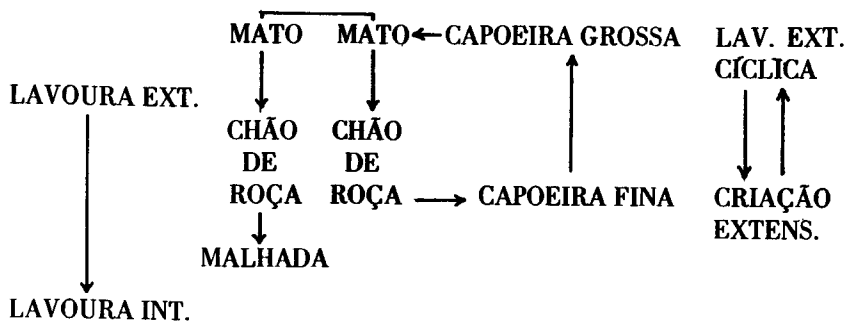 MATO MATO CAPOEIRA GROSSA LAV. EXT.
CÍCLICA
LAVOURA EXT.
CHÃO CHÃO
DE DE
ROÇA ROÇA CAPOEIRA FINA CRIAÇÃO
EXTENS.
MALHADA
LAVOURA INT.